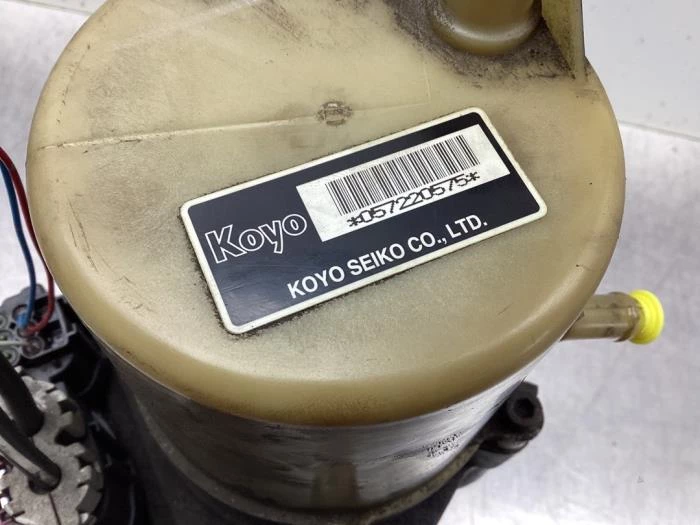 Koyo
*057220575*
KOYO SEIKO CO., LTD.